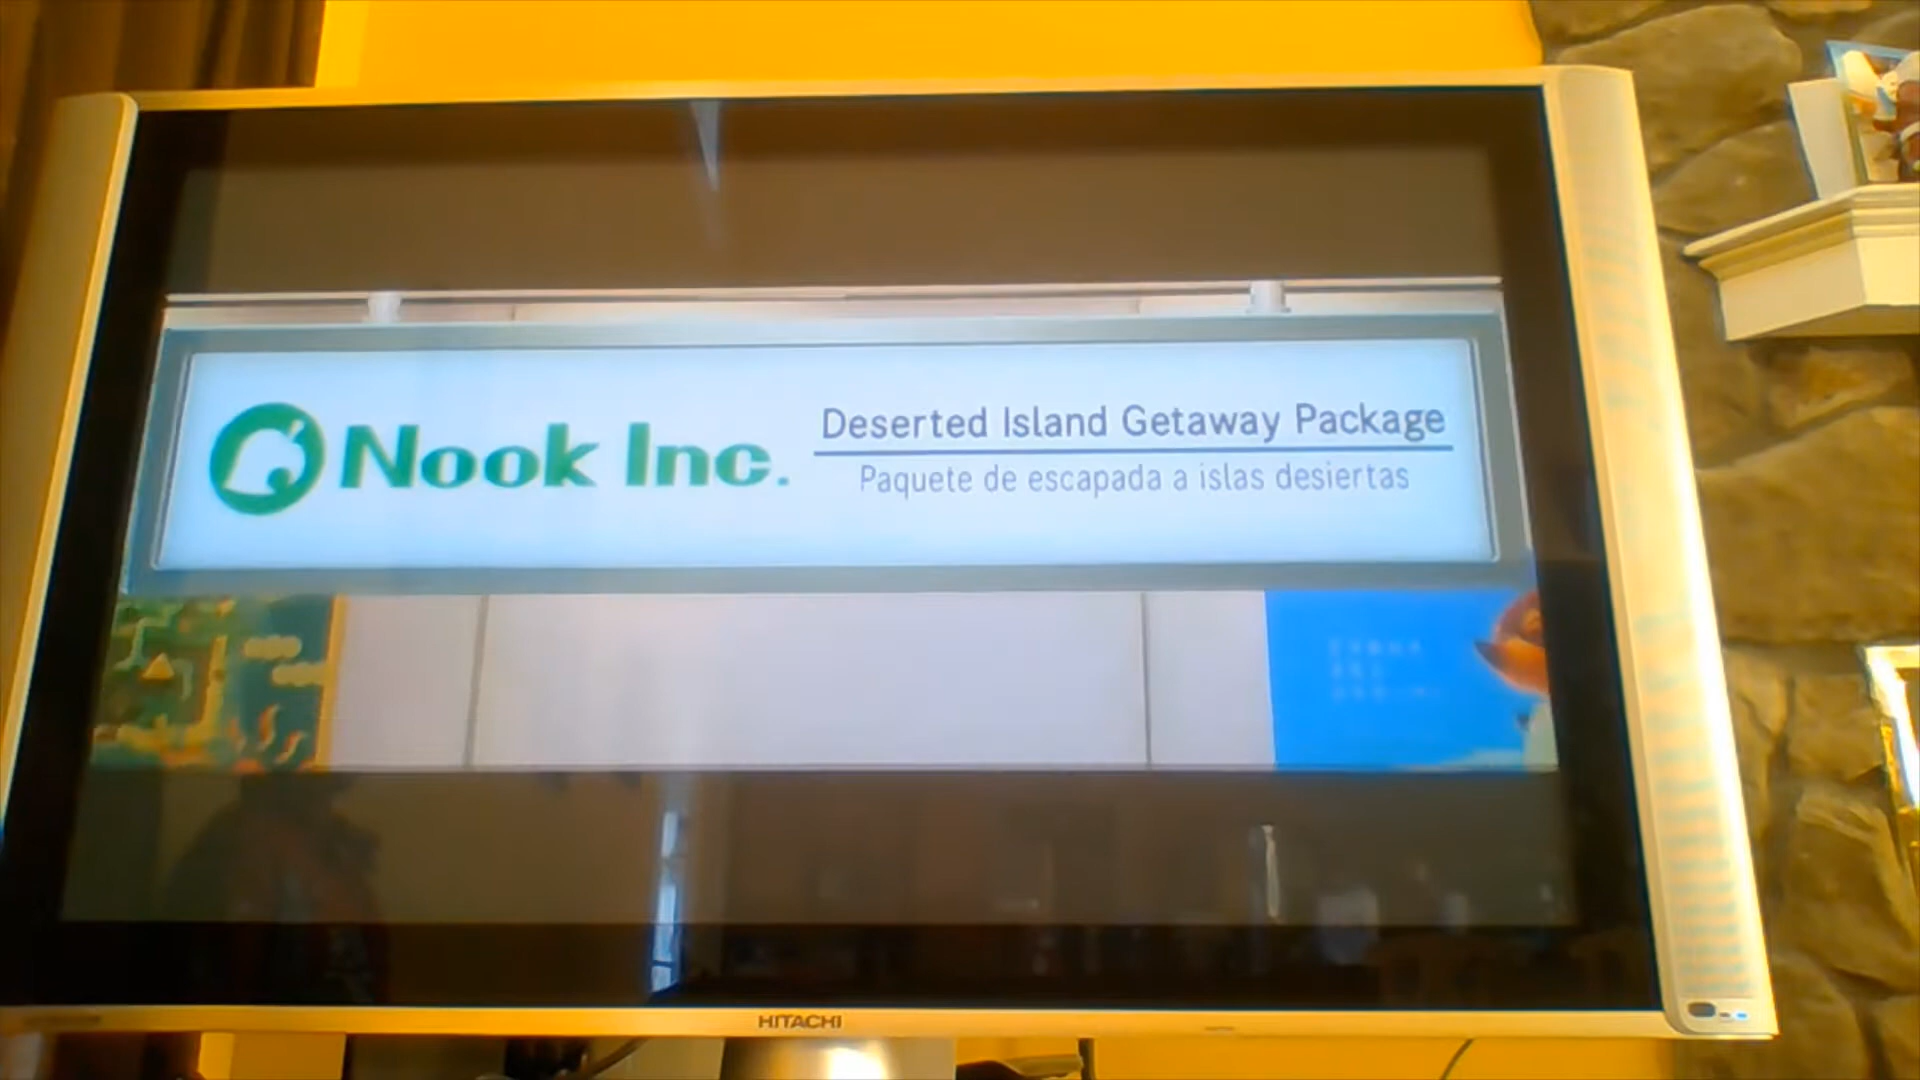 Nook Inc.
Deserted Island Getaway Package
Paquete de escapada a islas desiertas
HITACHI